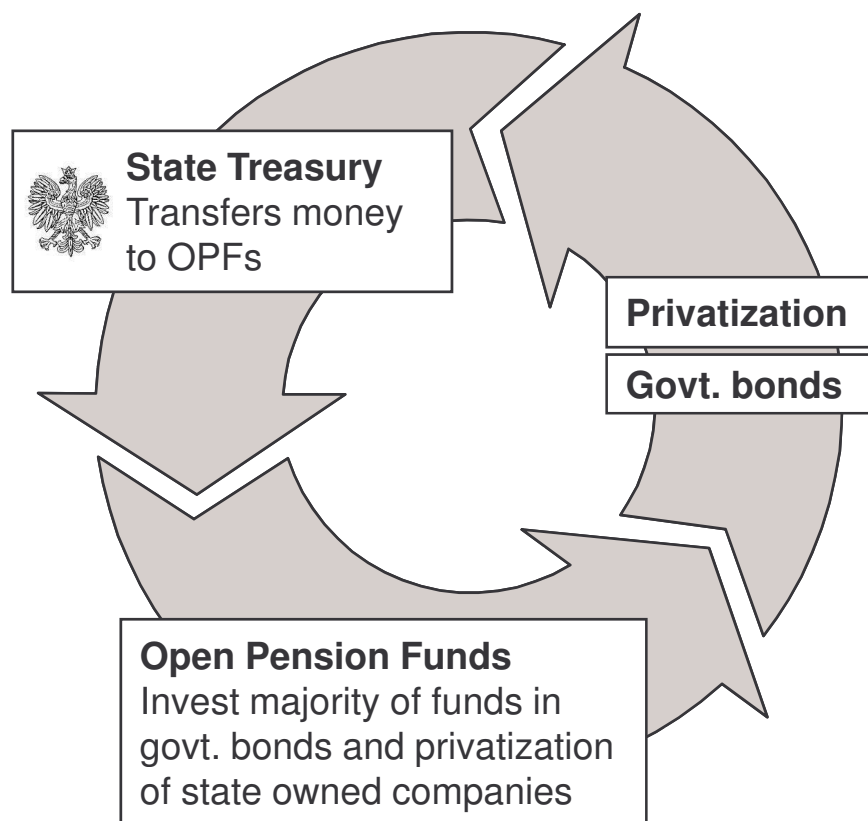 State Treasury
Transfers money
to OPFs
Privatization
Govt. bonds
Open Pension Funds
Invest majority of funds in
govt. bonds and privatization
of state owned companies